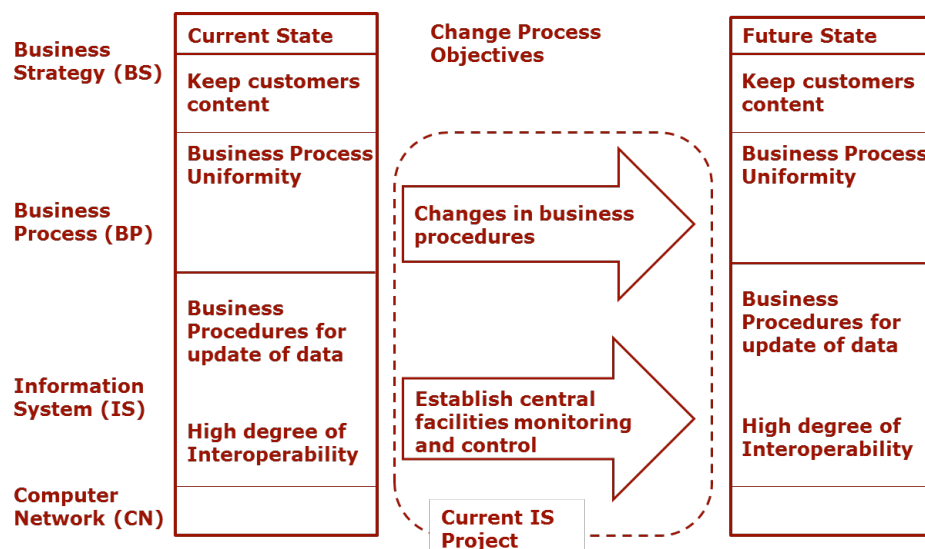 Business
Strategy (BS)
Business
Process (BP)
Information
System (IS)
Computer
Network (CN)
Current State
Keep customers
content
Business Process
Uniformity
Business
Procedures for
update of data
High degree of
Interoperability
Change Process
Objectives
Changes in business
procedures
Establish central
facilities monitoring
and control
Current IS
Project
Future State
Keep customers
content
Business Process
Uniformity
Business
Procedures for
update of data
High degree of
Interoperability